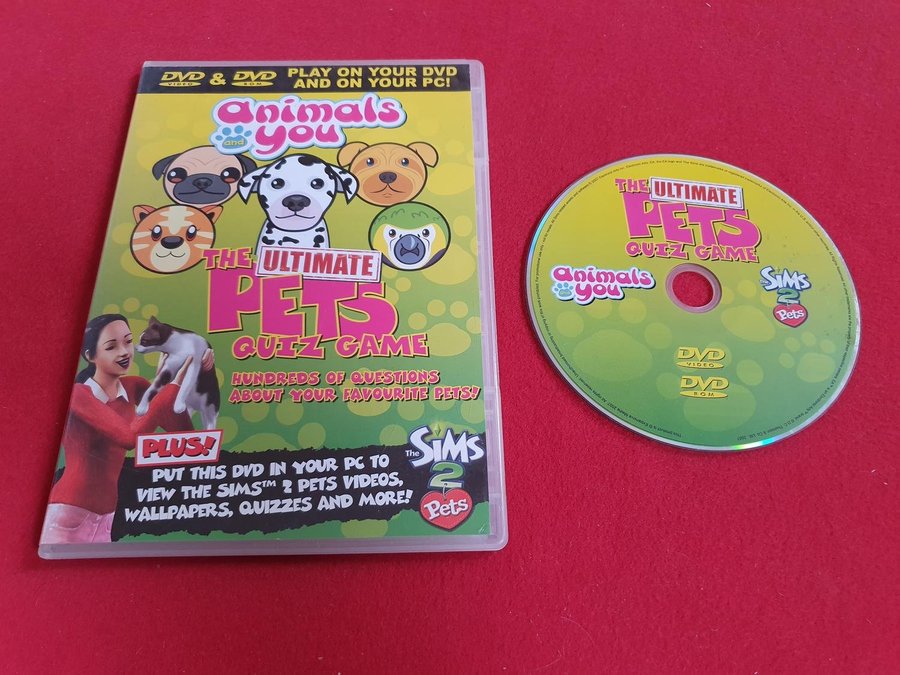 DVD VIDEO & DVD ROM
PLAY ON YOUR DVD
AND ON YOUR PC!
animals
and you
THE ULTIMATE
PETS
QUIZ GAME
HUNDREDS OF QUESTIONS
ABOUT YOUR FAVOURITE PETS!
PLUS!
PUT THIS DVD IN YOUR PC TO
VIEW THE SIMS™ 2 PETS VIDEOS,
WALLPAPERS, QUIZZES AND MORE!
The SIMS
2
Pets
THE ULTIMATE
PETS
QUIZ GAME
animals
and you
The SIMS
2
Pets
DVD
VIDEO
DVD
ROM